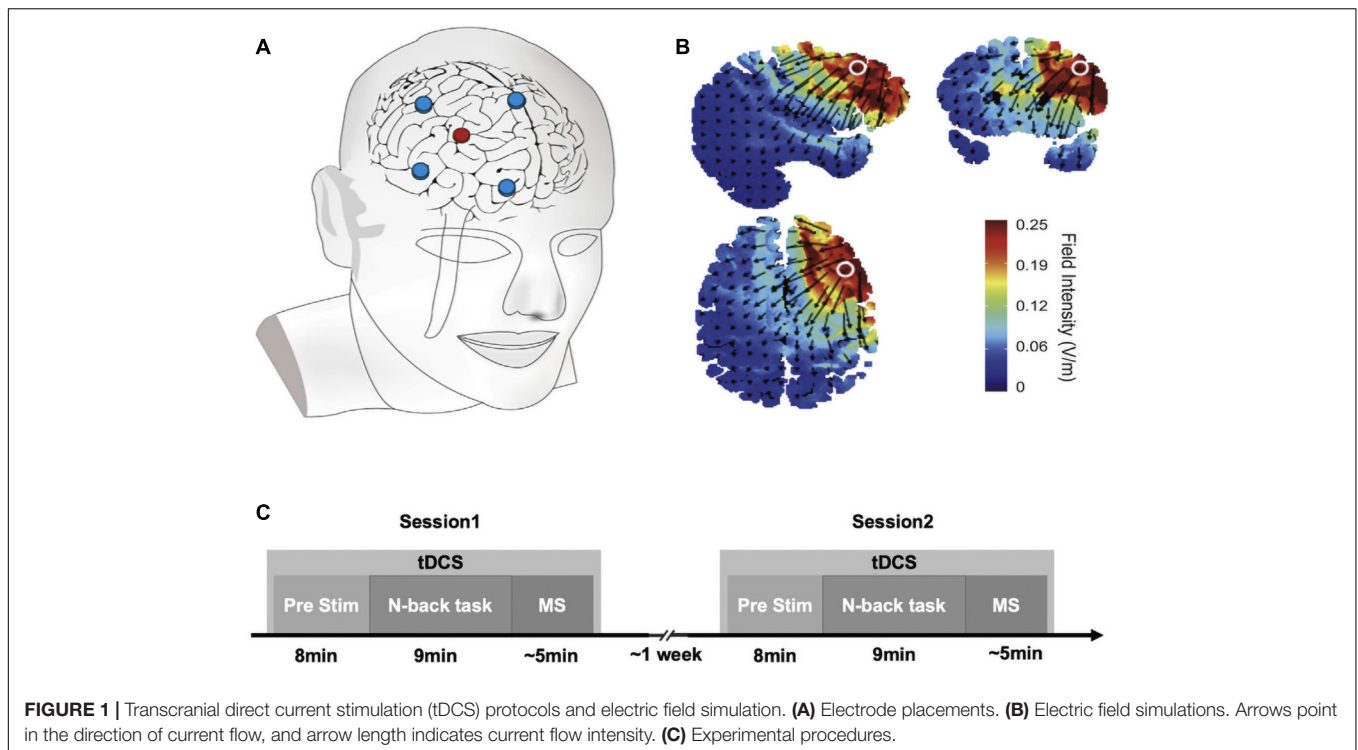 A
B
0.25
0.19
0.12
0.06
0
Field Intensity (V/m)
C
Session1
Session2
tDCS
tDCS
Pre Stim N-back task MS
Pre Stim N-back task MS
8min 9min ~5min ~1 week 8min 9min ~5min
FIGURE 1 | Transcranial direct current stimulation (tDCS) protocols and electric field simulation. (A) Electrode placements. (B) Electric field simulations. Arrows point
in the direction of current flow, and arrow length indicates current flow intensity. (C) Experimental procedures.